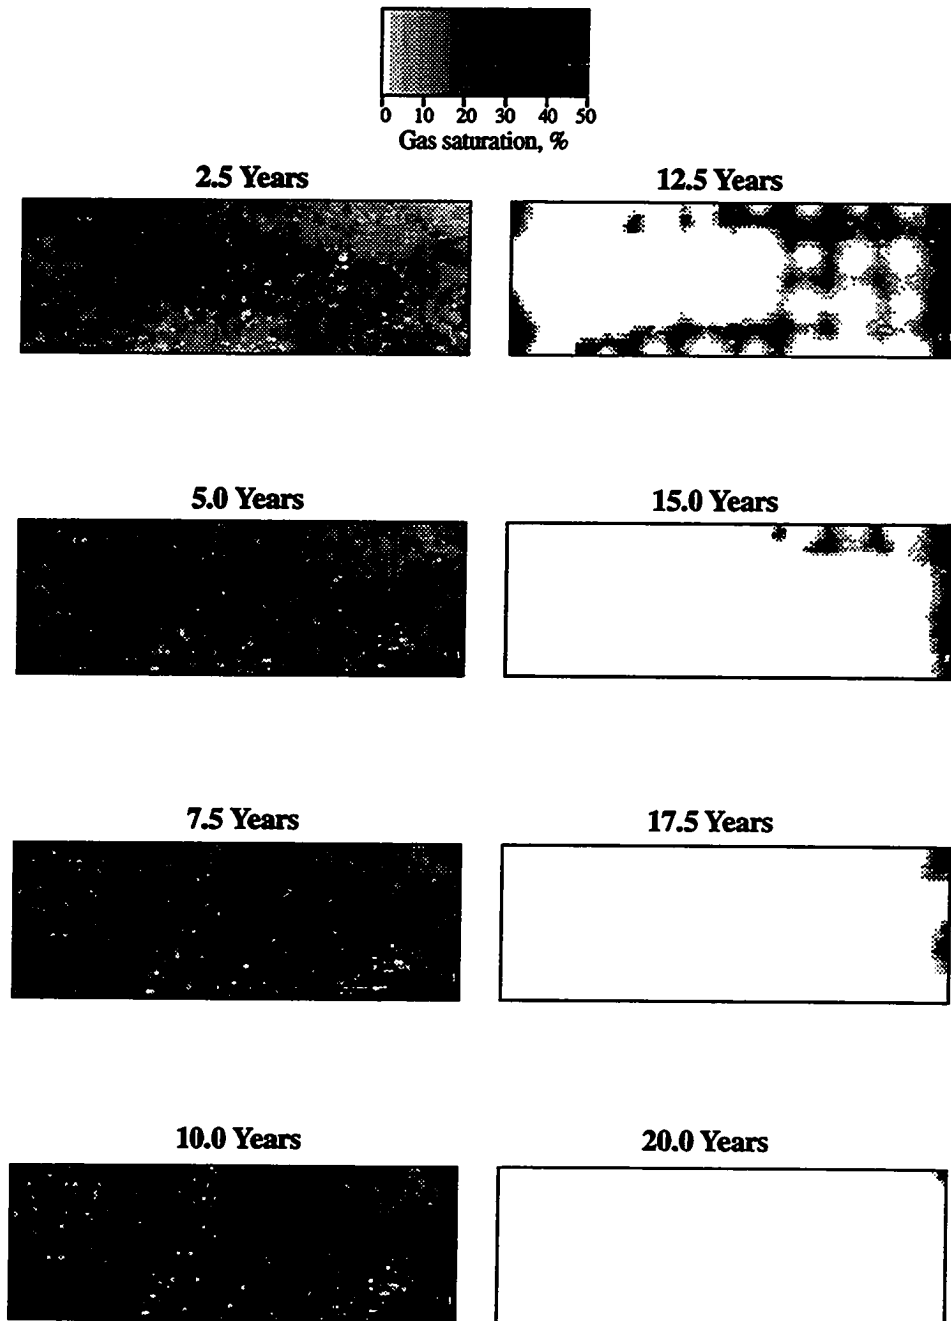 0 10 20 30 40 50
Gas saturation, %
2.5 Years
12.5 Years
5.0 Years
15.0 Years
7.5 Years
17.5 Years
10.0 Years
20.0 Years